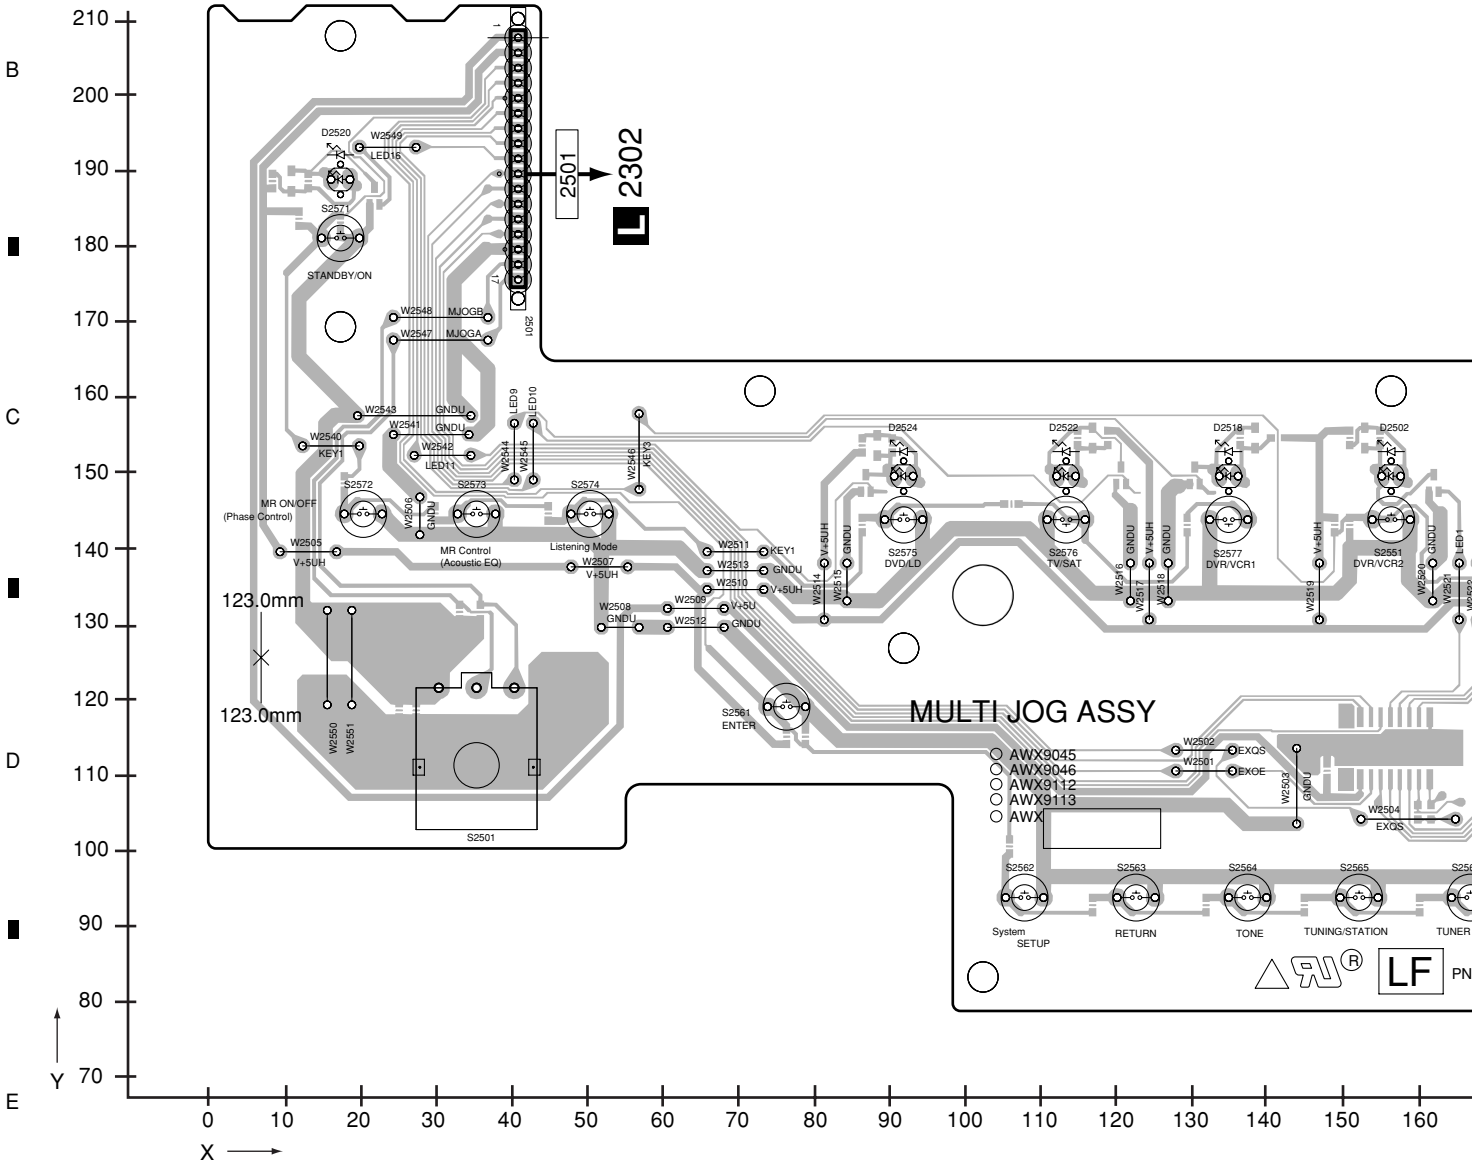 210
B
200
190
180
170
160
C
150
140
130
120
D
110
100
90
80
Y
70
E
0 10 20 30 40 50 60 70 80 90 100 110 120 130 140 150 160
X
1
17
2501
2501
L 2302
D2520
W2549
LED16
S2571
STANDBY/ON
W2548 MJOGB
W2547 MJOGA
W2543 GNDU
W2541 GNDU
W2540
KEY1
W2542
LED11
LED9
LED10
W2544
W2545
W2546
KEY3
S2572
MR ON/OFF
(Phase Control)
W2506
GNDU
S2573
MR Control
(Acoustic EQ)
S2574
Listening Mode
W2505
V+5UH
W2507
V+5UH
W2511 KEY1
W2513 GNDU
W2510 V+5UH
W2509 V+5U
W2508
GNDU
W2512 GNDU
123.0mm
123.0mm
W2550
W2551
S2501
S2561
ENTER
D2524
D2522
D2518
D2502
V+5UH
GNDU
W2514
W2515
S2575
DVD/LD
S2576
TV/SAT
GNDU
V+5UH
GNDU
W2516
W2517
W2518
S2577
DVR/VCR1
V+5UH
W2519
S2551
DVR/VCR2
GNDU
LED1
W2520
W2521
MULTI JOG ASSY
AWX9045
AWX9046
AWX9112
AWX9113
AWX
W2502 EXQS
W2501 EXOE
W2503
GNDU
W2504
EXQS
S2562
System
SETUP
S2563
RETURN
S2564
TONE
S2565
TUNING/STATION
TUNER
R
LF
PN